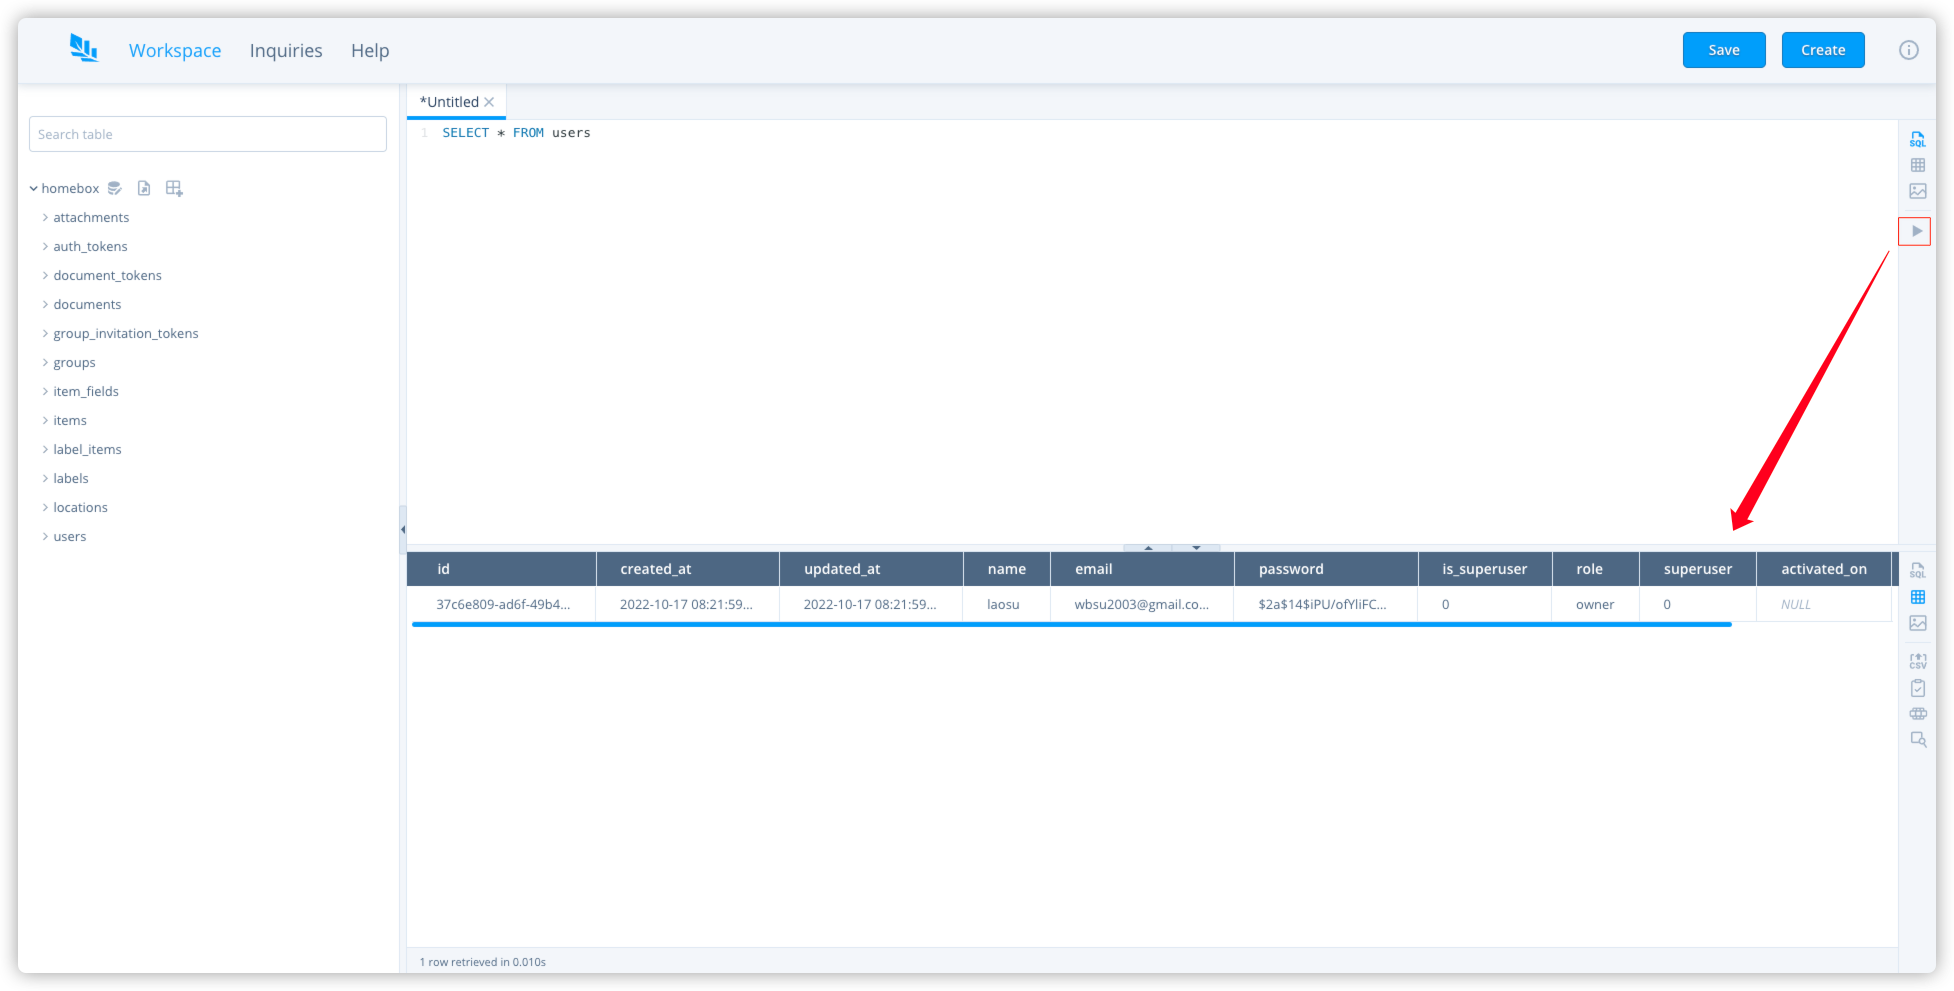 Workspace Inquiries Help Save Create
*Untitled
Search table
1 SELECT * FROM users
SQL
homebox
attachments
auth_tokens
document_tokens
documents
group_invitation_tokens
groups
item_fields
items
label_items
labels
locations
users
id created_at updated_at name email password is_superuser role superuser activated_on
SQL
37c6e809-ad6f-49b4... 2022-10-17 08:21:59... 2022-10-17 08:21:59... laosu wbsu2003@gmail.co... $2a$14$iPU/ofYliFC... 0 owner 0 NULL
CSV
1 row retrieved in 0.010s